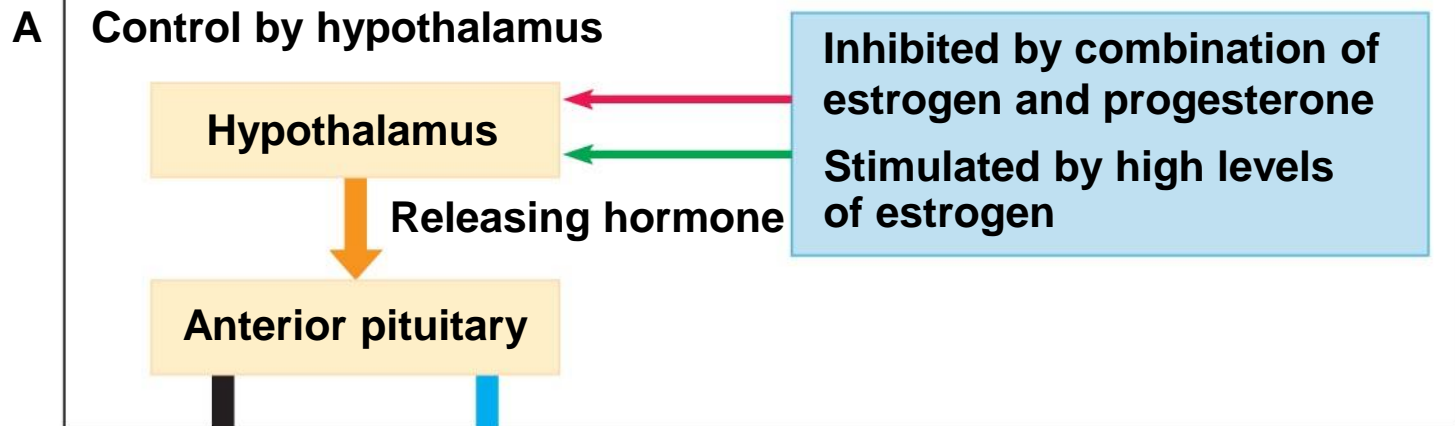 A
Control by hypothalamus
Inhibited by combination of
estrogen and progesterone
Hypothalamus
Stimulated by high levels
of estrogen
Releasing hormone
Anterior pituitary